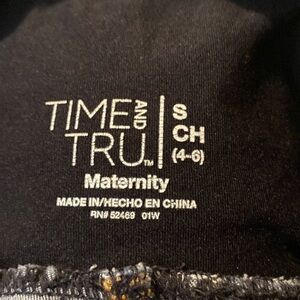 TIME AND TRU™
S
CH
(4-6)
Maternity
MADE IN/HECHO EN CHINA
RN# 52469 01W